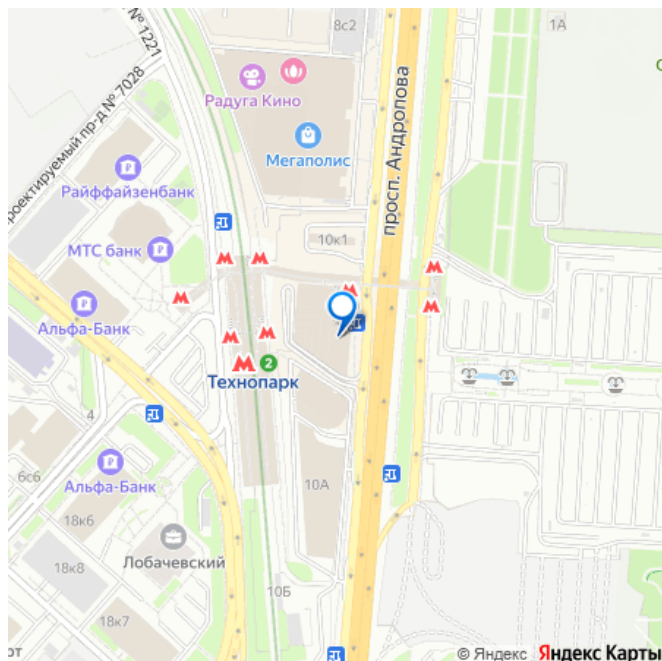 8с2
1А
№ 1221
Проектируемый пр-д № 7028
Радуга Кино
просп. Андропова
Мегаполис
Райффайзенбанк
10к1
МТС банк
Альфа-Банк
2
Технопарк
4
6с6
Альфа-Банк
10А
18к6
Лобачевский
18к8
10Б
18к7
© Яндекс Яндекс Карты